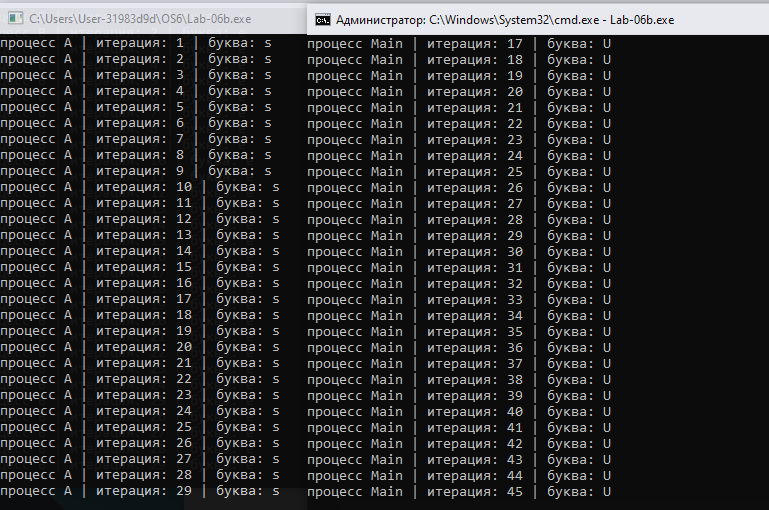 C:\Users\User-31983d9d\OS6\Lab-06b.exe
процесс A | итерация: 1 | буква: s
процесс A | итерация: 2 | буква: s
процесс A | итерация: 3 | буква: s
процесс A | итерация: 4 | буква: s
процесс A | итерация: 5 | буква: s
процесс A | итерация: 6 | буква: s
процесс A | итерация: 7 | буква: s
процесс A | итерация: 8 | буква: s
процесс A | итерация: 9 | буква: s
процесс A | итерация: 10 | буква: s
процесс A | итерация: 11 | буква: s
процесс A | итерация: 12 | буква: s
процесс A | итерация: 13 | буква: s
процесс A | итерация: 14 | буква: s
процесс A | итерация: 15 | буква: s
процесс A | итерация: 16 | буква: s
процесс A | итерация: 17 | буква: s
процесс A | итерация: 18 | буква: s
процесс A | итерация: 19 | буква: s
процесс A | итерация: 20 | буква: s
процесс A | итерация: 21 | буква: s
процесс A | итерация: 22 | буква: s
процесс A | итерация: 23 | буква: s
процесс A | итерация: 24 | буква: s
процесс A | итерация: 25 | буква: s
процесс A | итерация: 26 | буква: s
процесс A | итерация: 27 | буква: s
процесс A | итерация: 28 | буква: s
процесс A | итерация: 29 | буква: s
Администратор: C:\Windows\System32\cmd.exe - Lab-06b.exe
процесс Main | итерация: 17 | буква: U
процесс Main | итерация: 18 | буква: U
процесс Main | итерация: 19 | буква: U
процесс Main | итерация: 20 | буква: U
процесс Main | итерация: 21 | буква: U
процесс Main | итерация: 22 | буква: U
процесс Main | итерация: 23 | буква: U
процесс Main | итерация: 24 | буква: U
процесс Main | итерация: 25 | буква: U
процесс Main | итерация: 26 | буква: U
процесс Main | итерация: 27 | буква: U
процесс Main | итерация: 28 | буква: U
процесс Main | итерация: 29 | буква: U
процесс Main | итерация: 30 | буква: U
процесс Main | итерация: 31 | буква: U
процесс Main | итерация: 32 | буква: U
процесс Main | итерация: 33 | буква: U
процесс Main | итерация: 34 | буква: U
процесс Main | итерация: 35 | буква: U
процесс Main | итерация: 36 | буква: U
процесс Main | итерация: 37 | буква: U
процесс Main | итерация: 38 | буква: U
процесс Main | итерация: 39 | буква: U
процесс Main | итерация: 40 | буква: U
процесс Main | итерация: 41 | буква: U
процесс Main | итерация: 42 | буква: U
процесс Main | итерация: 43 | буква: U
процесс Main | итерация: 44 | буква: U
процесс Main | итерация: 45 | буква: U